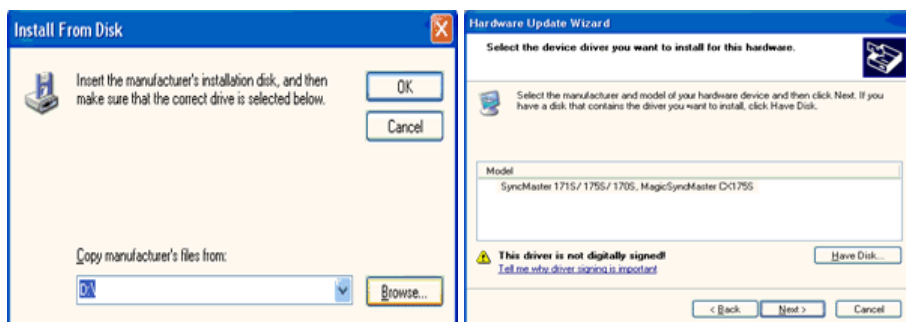 Install From Disk
Insert the manufacturer's installation disk, and then
make sure that the correct drive is selected below.
OK
Cancel
Copy manufacturer's files from:
D:\
Browse...
Hardware Update Wizard
Select the device driver you want to install for this hardware.
Select the manufacturer and model of your hardware device and then click Next. If you
have a disk that contains the driver you want to install, click Have Disk.
Model
SyncMaster 171S/ 175S/ 170S, MagicSyncMaster CX175S
This driver is not digitally signed!
Tell me why driver signing is important
Have Disk...
< Back
Next >
Cancel